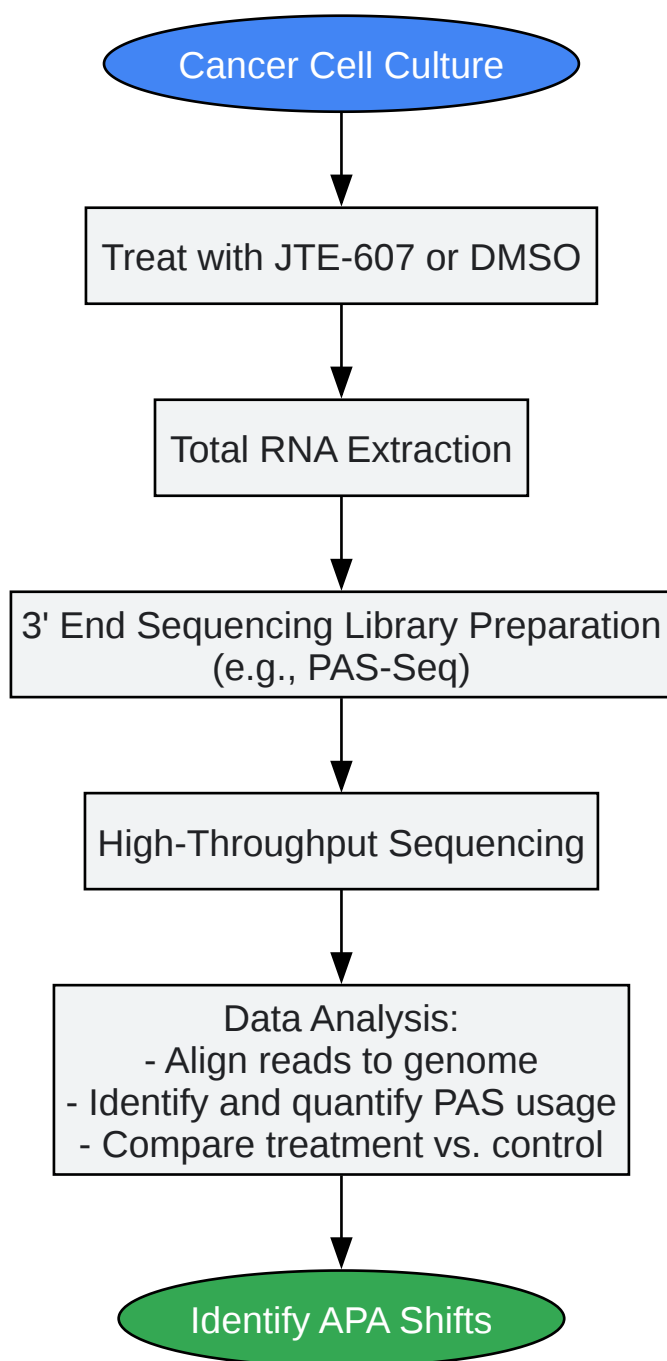 Cancer Cell Culture
Treat with JTE-607 or DMSO
Total RNA Extraction
3' End Sequencing Library Preparation
(e.g., PAS-Seq)
High-Throughput Sequencing
Data Analysis:
- Align reads to genome
- Identify and quantify PAS usage
- Compare treatment vs. control
Identify APA Shifts